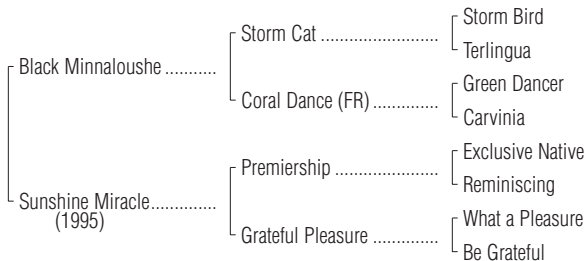 Storm Bird
Storm Cat ........................
Terlingua
Black Minnaloushe ...........
Green Dancer
Coral Dance (FR) ..............
Carvinia
Exclusive Native
Premiership .....................
Reminiscing
Sunshine Miracle..............
(1995)
What a Pleasure
Grateful Pleasure ..............
Be Grateful